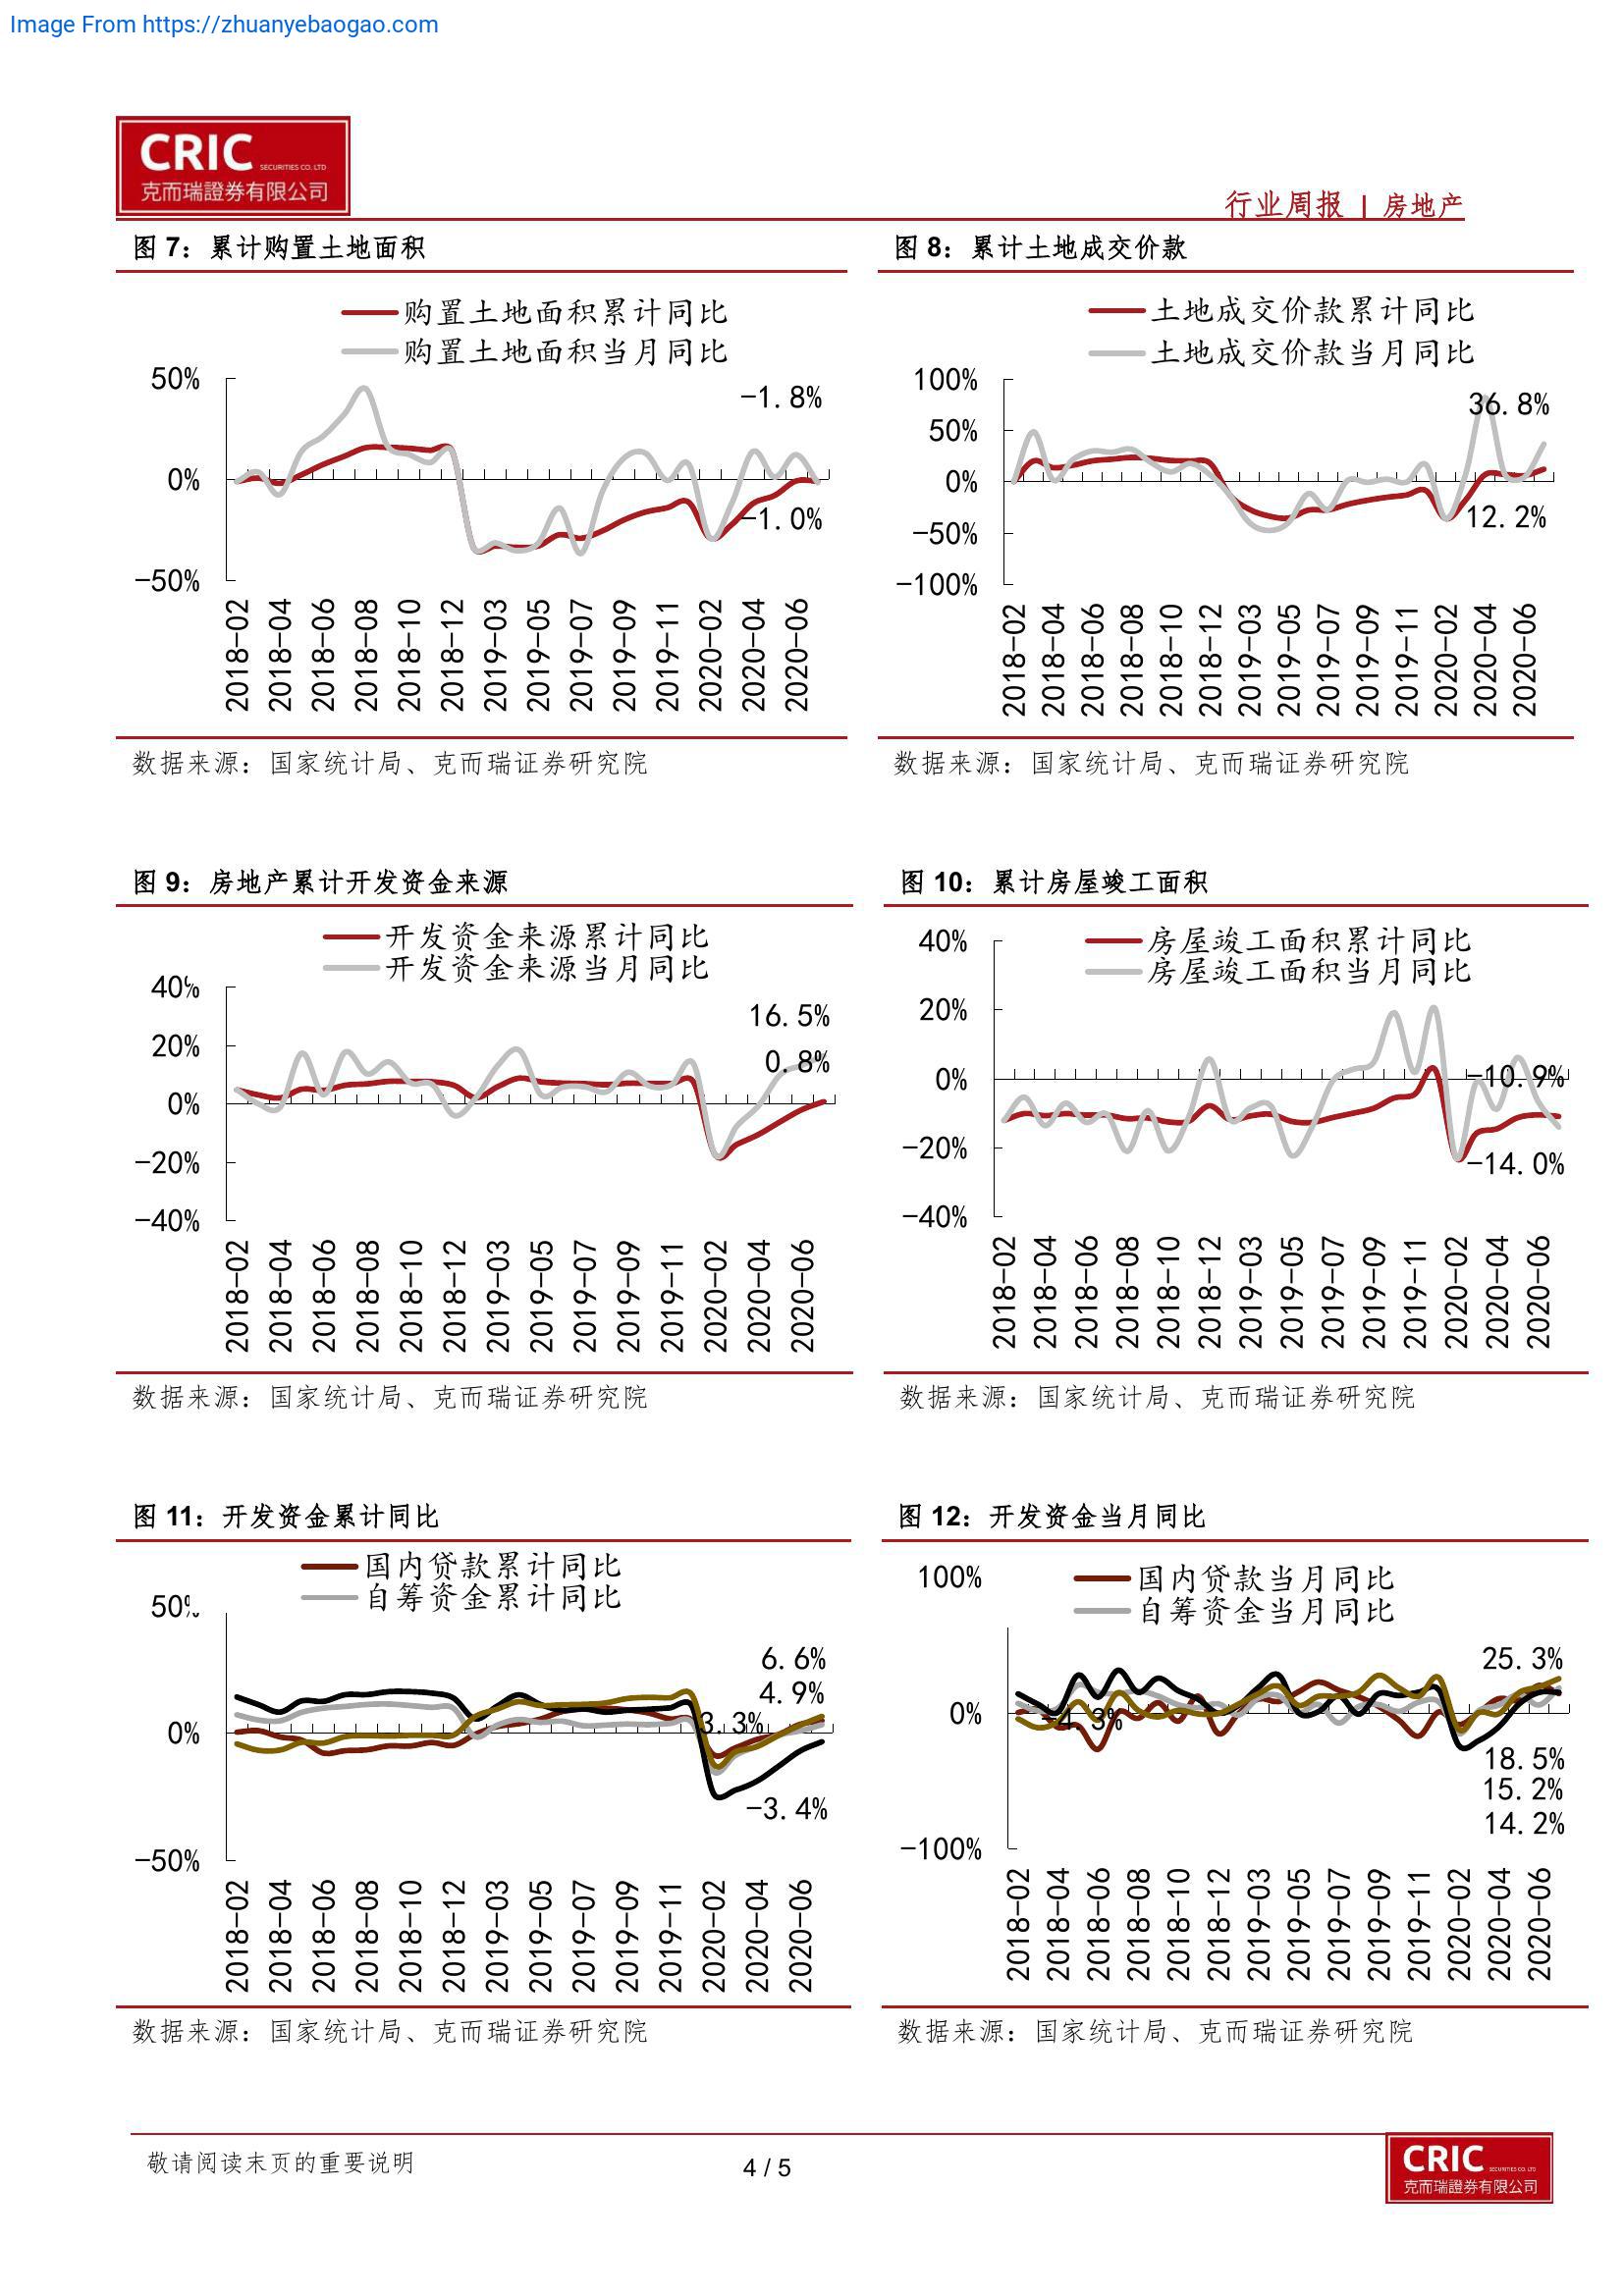 Image From https://zhuanyebaogao.com
CRIC SECURITIES CO. LTD
克而瑞證券有限公司
行业周报 | 房地产
图 7：累计购置土地面积
购置土地面积累计同比
购置土地面积当月同比
50%
0%
-50%
-1.8%
-1.0%
2018-02 2018-04 2018-06 2018-08 2018-10 2018-12 2019-03 2019-05 2019-07 2019-09 2019-11 2020-02 2020-04 2020-06
数据来源：国家统计局、克而瑞证券研究院
图 8：累计土地成交价款
土地成交价款累计同比
土地成交价款当月同比
100%
50%
0%
-50%
-100%
36.8%
12.2%
2018-02 2018-04 2018-06 2018-08 2018-10 2018-12 2019-03 2019-05 2019-07 2019-09 2019-11 2020-02 2020-04 2020-06
数据来源：国家统计局、克而瑞证券研究院
图 9：房地产累计开发资金来源
开发资金来源累计同比
开发资金来源当月同比
40%
20%
0%
-20%
-40%
16.5%
0.8%
2018-02 2018-04 2018-06 2018-08 2018-10 2018-12 2019-03 2019-05 2019-07 2019-09 2019-11 2020-02 2020-04 2020-06
数据来源：国家统计局、克而瑞证券研究院
图 10：累计房屋竣工面积
房屋竣工面积累计同比
房屋竣工面积当月同比
40%
20%
0%
-20%
-40%
-10.9%
-14.0%
2018-02 2018-04 2018-06 2018-08 2018-10 2018-12 2019-03 2019-05 2019-07 2019-09 2019-11 2020-02 2020-04 2020-06
数据来源：国家统计局、克而瑞证券研究院
图 11：开发资金累计同比
国内贷款累计同比
自筹资金累计同比
50%
0%
-50%
6.6%
4.9%
3.3%
-3.4%
2018-02 2018-04 2018-06 2018-08 2018-10 2018-12 2019-03 2019-05 2019-07 2019-09 2019-11 2020-02 2020-04 2020-06
数据来源：国家统计局、克而瑞证券研究院
图 12：开发资金当月同比
国内贷款当月同比
自筹资金当月同比
100%
0%
-100%
25.3%
18.5%
15.2%
14.2%
2018-02 2018-04 2018-06 2018-08 2018-10 2018-12 2019-03 2019-05 2019-07 2019-09 2019-11 2020-02 2020-04 2020-06
数据来源：国家统计局、克而瑞证券研究院
敬请阅读末页的重要说明
4 / 5
CRIC SECURITIES CO. LTD
克而瑞證券有限公司